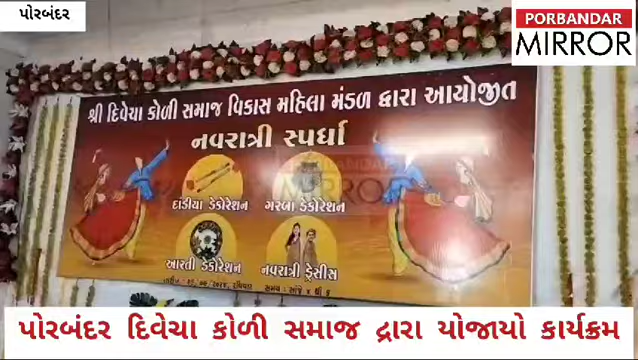 પોરબંદર
PORBANDAR
MIRROR
શ્રી દિવેચા કોળી સમાજ વિકાસ મહિલા મંડળ દ્વારા આયોજીત
નવરાત્રી સ્પર્ધા
દાંડીયા ડેકોરેશન
ગરબા ડેકોરેશન
આરતી ડેકોરેશન
નવરાત્રી ડ્રેસીસ
પોરબંદર દિવેચા કોળી સમાજ દ્રારા યોજાયો કાર્યક્રમ